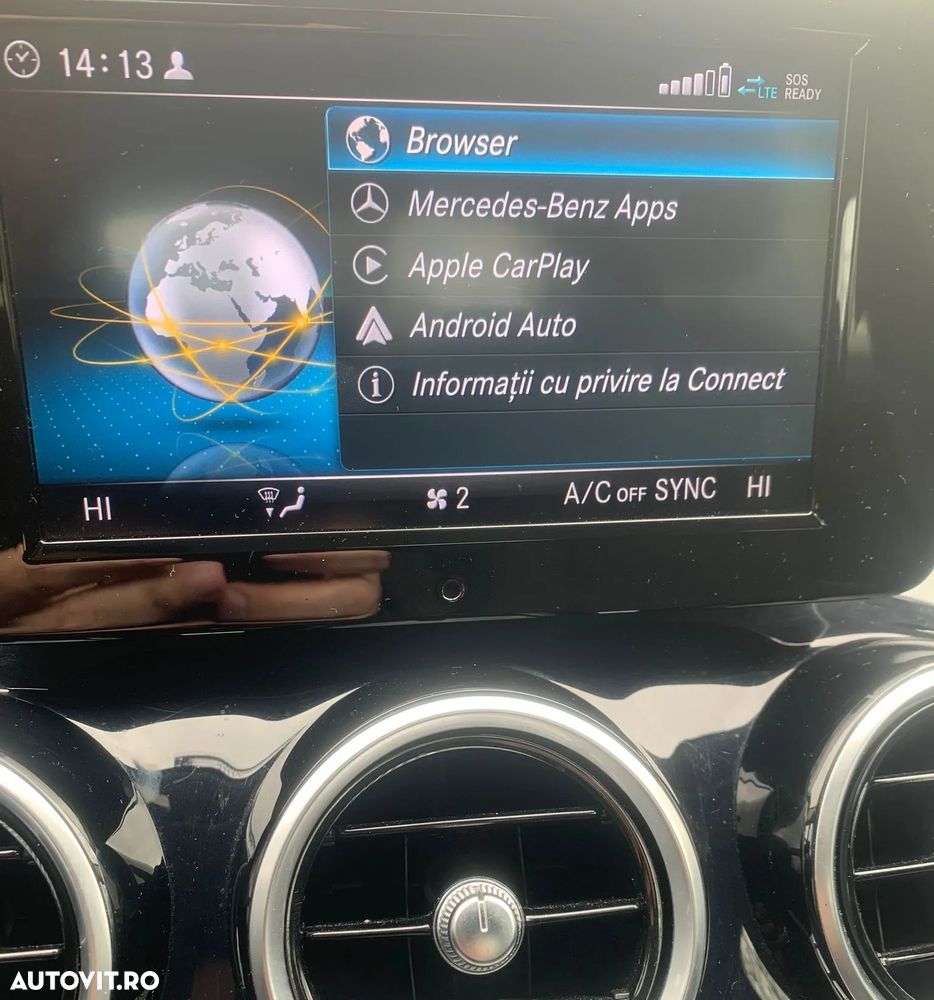 14:13
LTE
SOS
READY
Browser
Mercedes-Benz Apps
Apple CarPlay
Android Auto
Informații cu privire la Connect
HI
2
A/C OFF SYNC
HI
AUTOVIT.RO